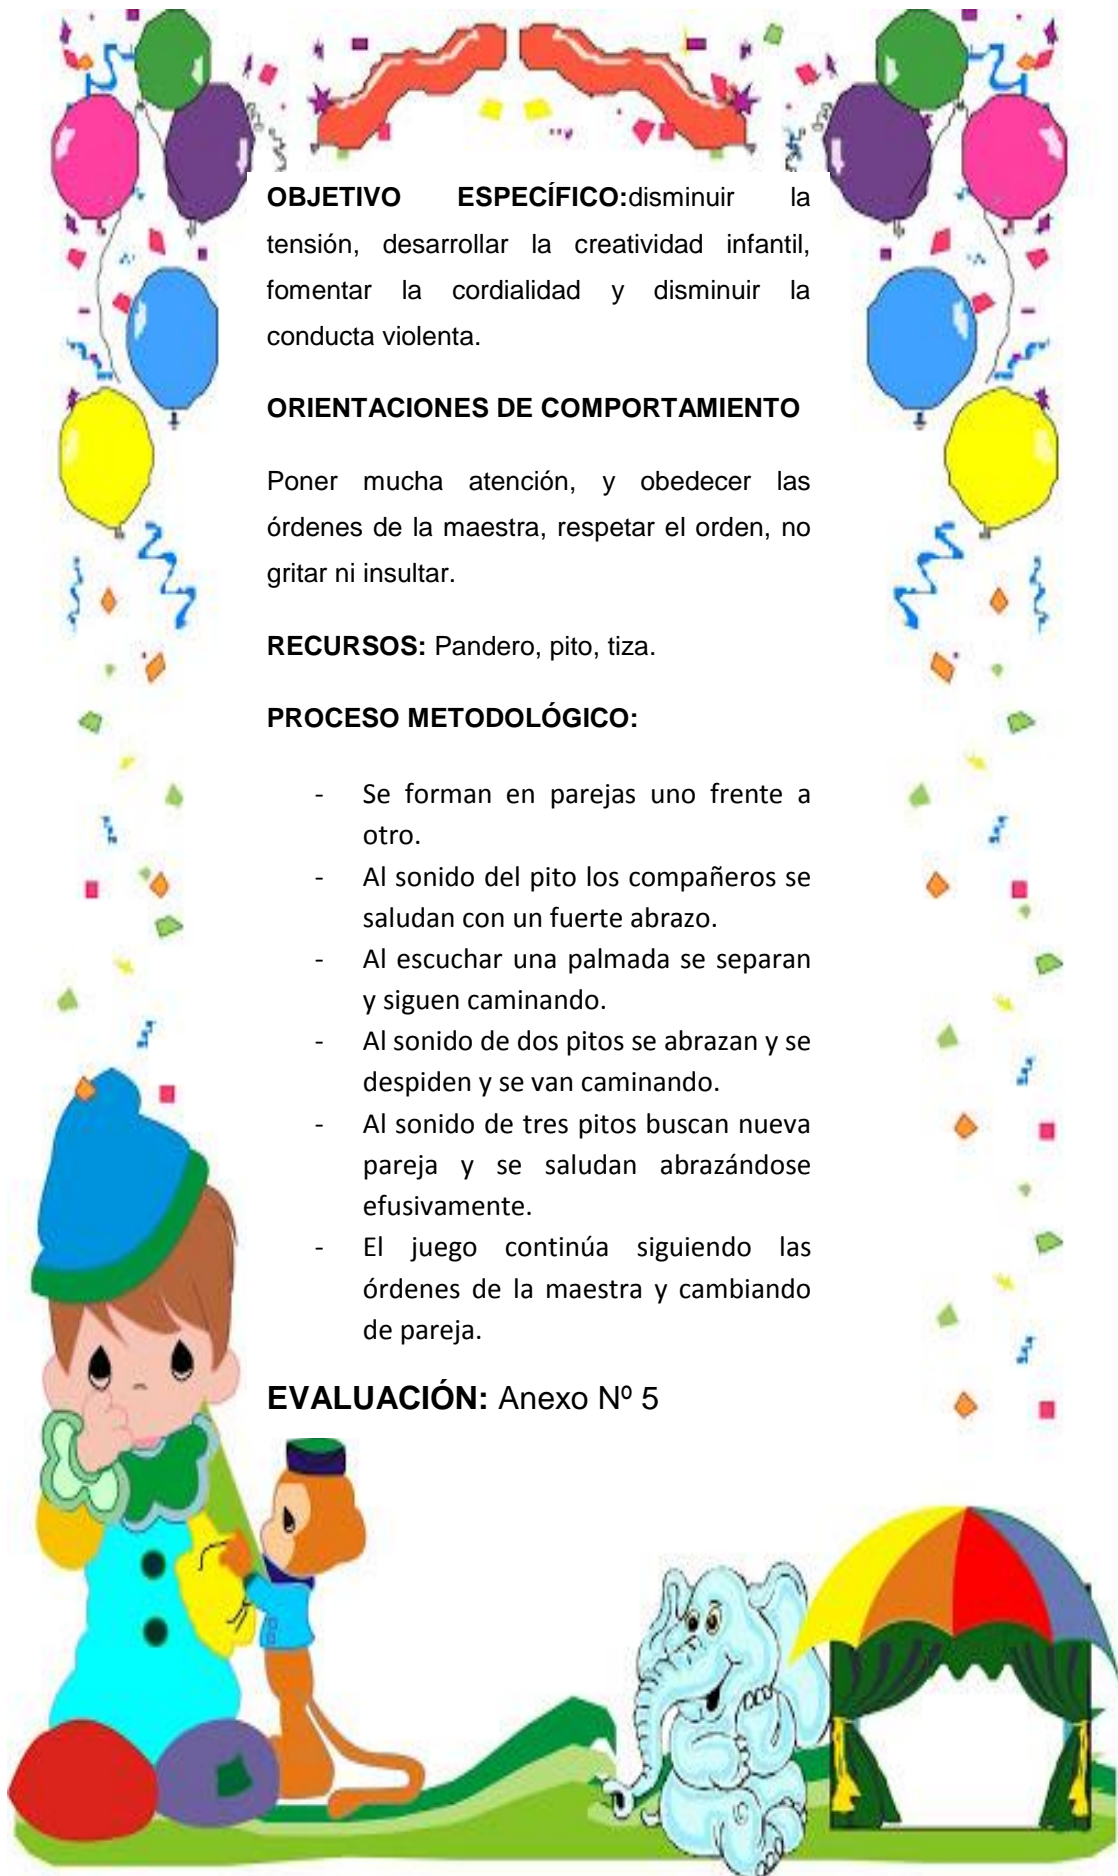 OBJETIVO ESPECÍFICO:disminuir la
tensión, desarrollar la creatividad infantil,
fomentar la cordialidad y disminuir la
conducta violenta.
ORIENTACIONES DE COMPORTAMIENTO
Poner mucha atención, y obedecer las
órdenes de la maestra, respetar el orden, no
gritar ni insultar.
RECURSOS: Pandero, pito, tiza.
PROCESO METODOLÓGICO:
- Se forman en parejas uno frente a
otro.
- Al sonido del pito los compañeros se
saludan con un fuerte abrazo.
- Al escuchar una palmada se separan
y siguen caminando.
- Al sonido de dos pitos se abrazan y se
despiden y se van caminando.
- Al sonido de tres pitos buscan nueva
pareja y se saludan abrazándose
efusivamente.
- El juego continúa siguiendo las
órdenes de la maestra y cambiando
de pareja.
EVALUACIÓN: Anexo Nº 5